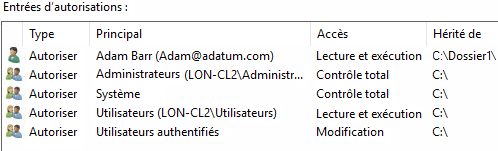 Entrées d'autorisations :
Type Principal Accès Hérité de
Autoriser Adam Barr (Adam@adatum.com) Lecture et exécution C:\Dossier1\
Autoriser Administrateurs (LON-CL2\Administr... Contrôle total C:\
Autoriser Système Contrôle total C:\
Autoriser Utilisateurs (LON-CL2\Utilisateurs) Lecture et exécution C:\
Autoriser Utilisateurs authentifiés Modification C:\